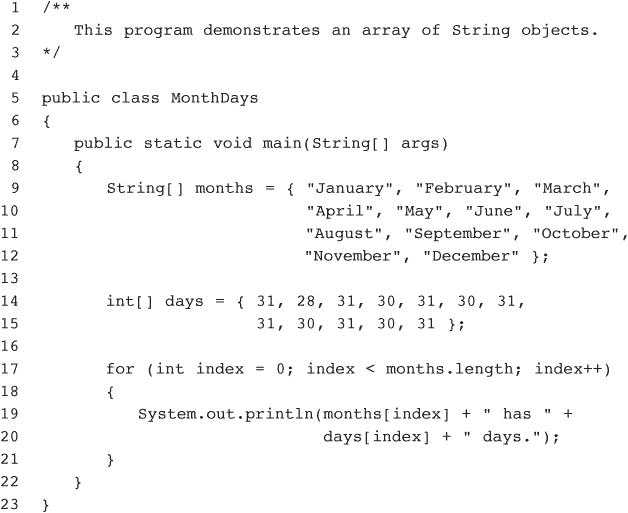 1 /**
2    This program demonstrates an array of String objects.
3 */
4
5 public class MonthDays
6 {
7    public static void main(String[] args)
8    {
9       String[] months = { "January", "February", "March",
10                          "April", "May", "June", "July",
11                          "August", "September", "October",
12                          "November", "December" };
13
14      int[] days = { 31, 28, 31, 30, 31, 30, 31,
15                     31, 30, 31, 30, 31 };
16
17      for (int index = 0; index < months.length; index++)
18      {
19         System.out.println(months[index] + " has " +
20                            days[index] + " days.");
21      }
22   }
23 }